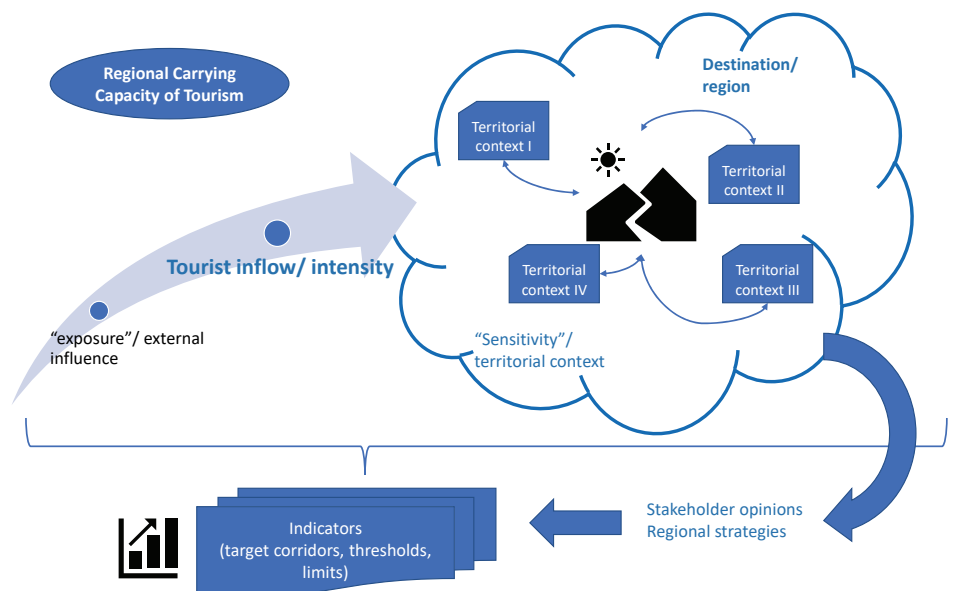 Regional Carrying
Capacity of Tourism
Destination/
region
Territorial
context I
Territorial
context II
Tourist inflow/ intensity
Territorial
context IV
Territorial
context III
“exposure”/ external
influence
“Sensitivity”/
territorial context
Stakeholder opinions
Regional strategies
Indicators
(target corridors, thresholds,
limits)